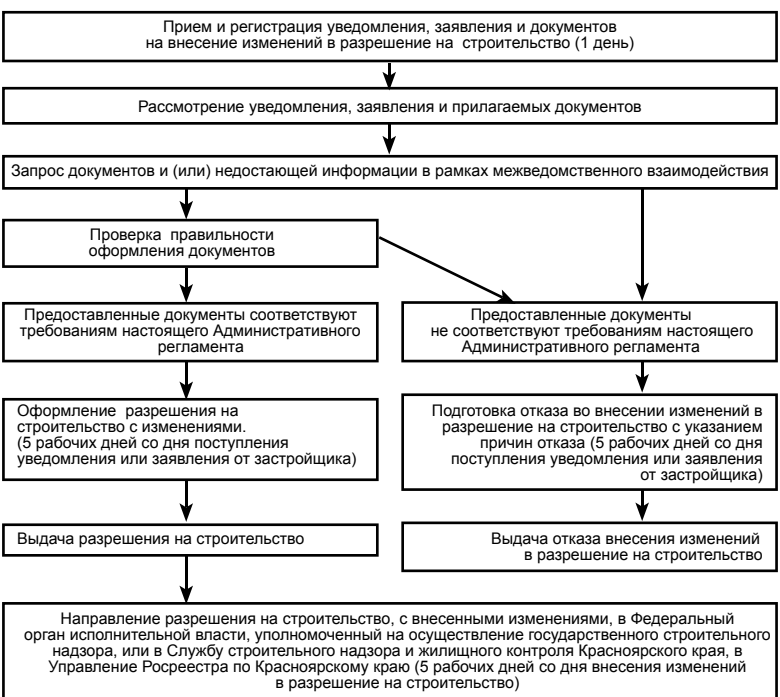 Прием и регистрация уведомления, заявления и документов
на внесение изменений в разрешение на строительство (1 день)
Рассмотрение уведомления, заявления и прилагаемых документов
Запрос документов и (или) недостающей информации в рамках межведомственного взаимодействия
Проверка правильности
оформления документов
Предоставленные документы соответствуют
требованиям настоящего Административного
регламента
Предоставленные документы
не соответствуют требованиям настоящего
Административного регламента
Оформление разрешения на
строительство с изменениями.
(5 рабочих дней со дня поступления
уведомления или заявления от застройщика)
Подготовка отказа во внесении изменений в
разрешение на строительство с указанием
причин отказа (5 рабочих дней со дня
поступления уведомления или заявления
от застройщика)
Выдача разрешения на строительство
Выдача отказа внесения изменений
в разрешение на строительство
Направление разрешения на строительство, с внесенными изменениями, в Федеральный
орган исполнительной власти, уполномоченный на осуществление государственного строительного
надзора, или в Службу строительного надзора и жилищного контроля Красноярского края, в
Управление Росреестра по Красноярскому краю (5 рабочих дней со дня внесения изменений
в разрешение на строительство)